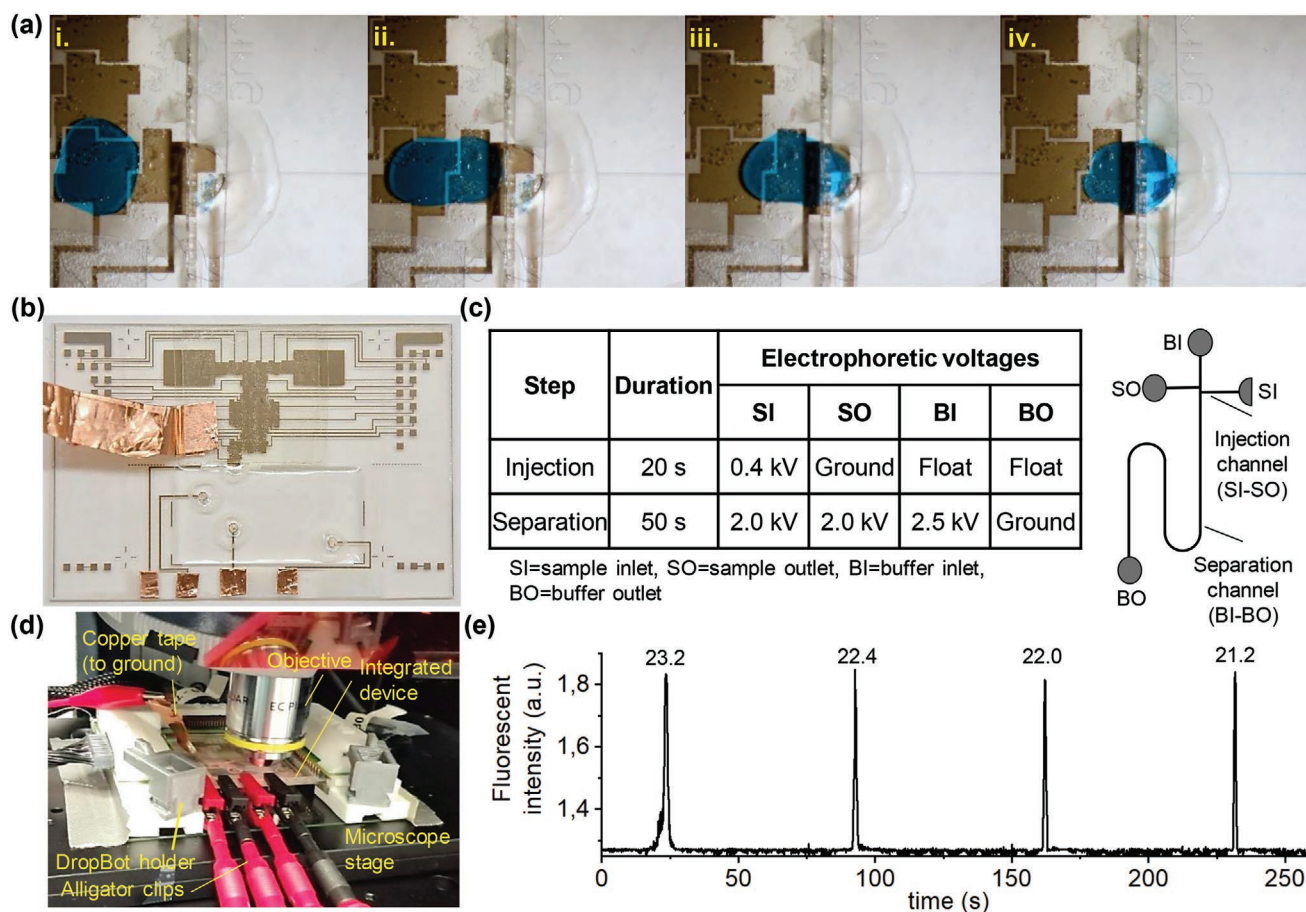 (a)
i.
ii.
iii.
iv.
(b)
(c)
Step
Duration
Electrophoretic voltages
SI
SO
BI
BO
Injection
20 s
0.4 kV
Ground
Float
Float
Separation
50 s
2.0 kV
2.0 kV
2.5 kV
Ground
SI=sample inlet, SO=sample outlet, BI=buffer inlet,
BO=buffer outlet
BI
SO
SI
Injection
channel
(SI-SO)
BO
Separation
channel
(BI-BO)
(d)
Copper tape
(to ground)
Objective
Integrated
device
EC
DropBot holder
Alligator clips
Microscope
stage
(e)
23.2
22.4
22.0
21.2
Fluorescent
intensity (a.u.)
1,8
1,6
1,4
0
50
100
150
200
250
time (s)